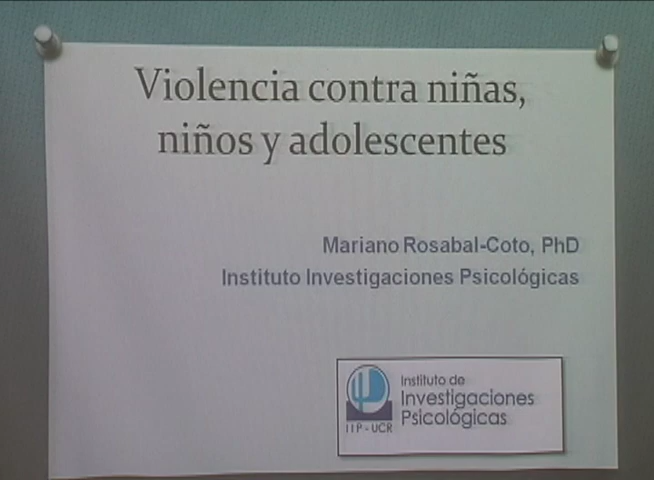 Violencia contra niñas,
niños y adolescentes
Mariano Rosabal-Coto, PhD
Instituto Investigaciones Psicológicas
Instituto de
Investigaciones
Psicológicas
IIP - UCR